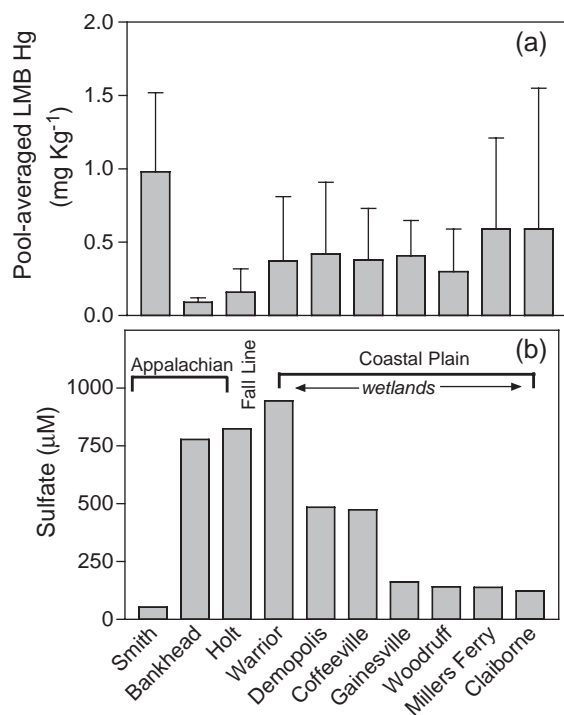 (a)
Pool-averaged LMB Hg
(mg Kg-1)
2.0
1.5
1.0
0.5
0.0
(b)
Appalachian
Fall Line
Coastal Plain
wetlands
Sulfate (µM)
1000
750
500
250
0
Smith
Bankhead
Holt
Warrior
Demopolis
Coffeeville
Gainesville
Woodruff
Millers Ferry
Claiborne